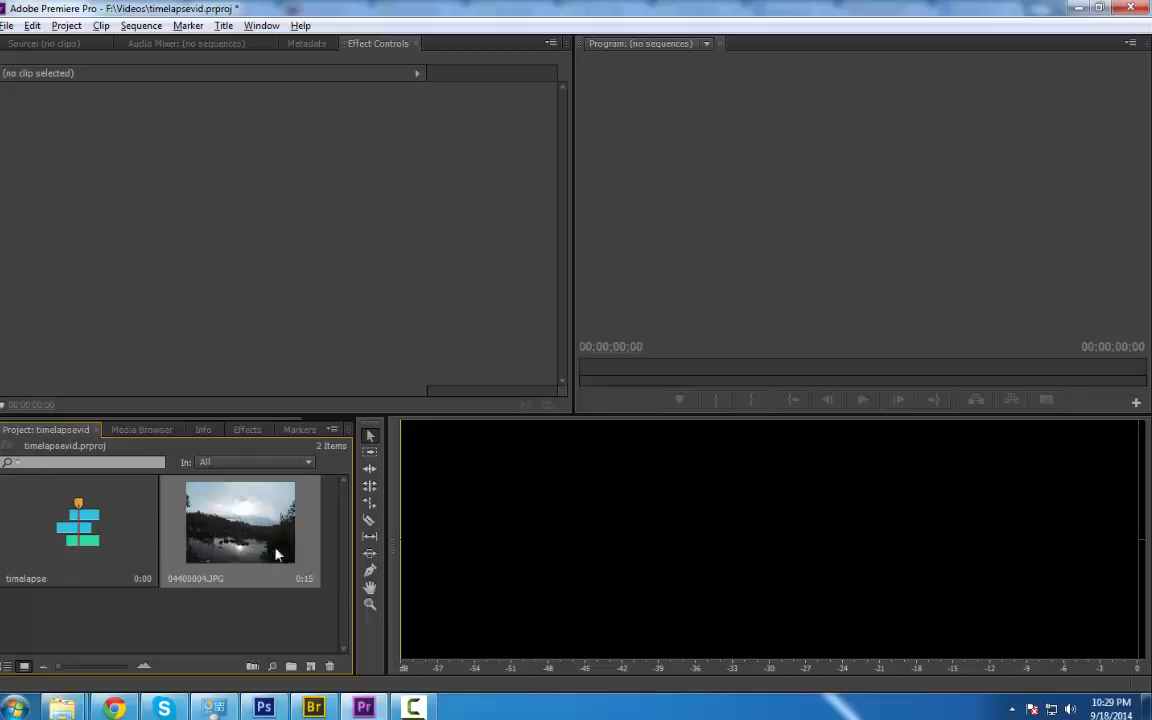 Adobe Premiere Pro - F:\Videos\timelapsevid.prproj *
File Edit Project Clip Sequence Marker Title Window Help
Source: (no clips) Audio Mixer: (no sequences) Metadata Effect Controls × Program: (no sequences) ×
(no clip selected)
00;00;00;00 00;00;00;00
00;00;00;00
Project: timelapsevid × Media Browser Info Effects Markers
timelapsevid.prproj 2 Items
In: All
timelapse 0:00 04400004.JPG 0:15
dB -57 -54 -51 -48 -45 -42 -39 -36 -33 -30 -27 -24 -21 -18 -15 -12 -9 -6 -3 0
Ps Br Pr C
10:29 PM
9/18/2014